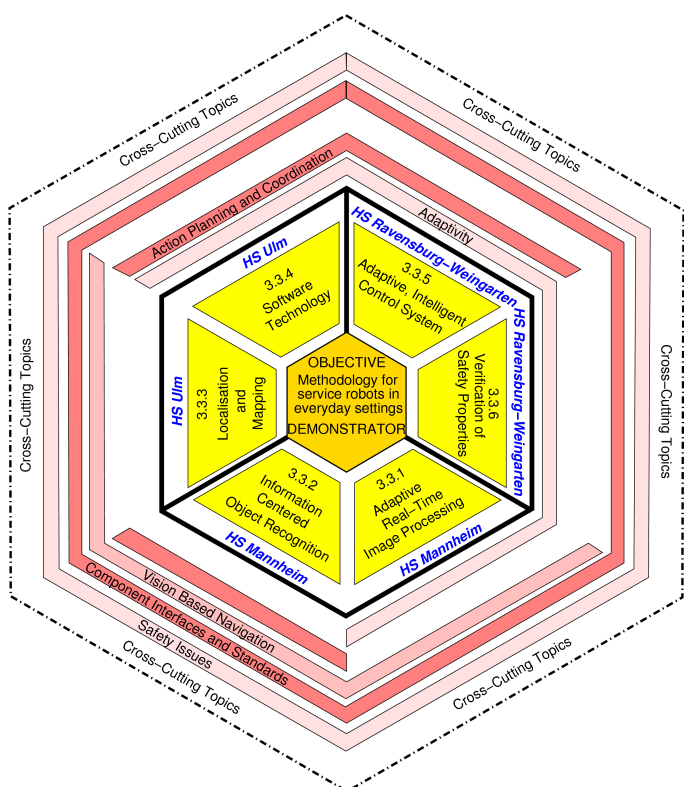 Cross−Cutting Topics
Cross−Cutting Topics
Action Planning and Coordination
Adaptivity
HS Ulm
HS Ravensburg−Weingarten
3.3.4
Software
Technology
3.3.5
Adaptive, Intelligent
Control System
HS Ulm
3.3.3
Localisation
and
Mapping
OBJECTIVE
Methodology for
service robots in
everyday settings
DEMONSTRATOR
3.3.6
Verification of
Safety Properties
HS Ravensburg−Weingarten
Cross−Cutting Topics
Cross−Cutting Topics
3.3.2
Information
Centered
Object Recognition
HS Mannheim
3.3.1
Adaptive
Real−Time
Image Processing
HS Mannheim
Vision Based Navigation
Component Interfaces and Standards
Safety Issues
Cross−Cutting Topics
Cross−Cutting Topics